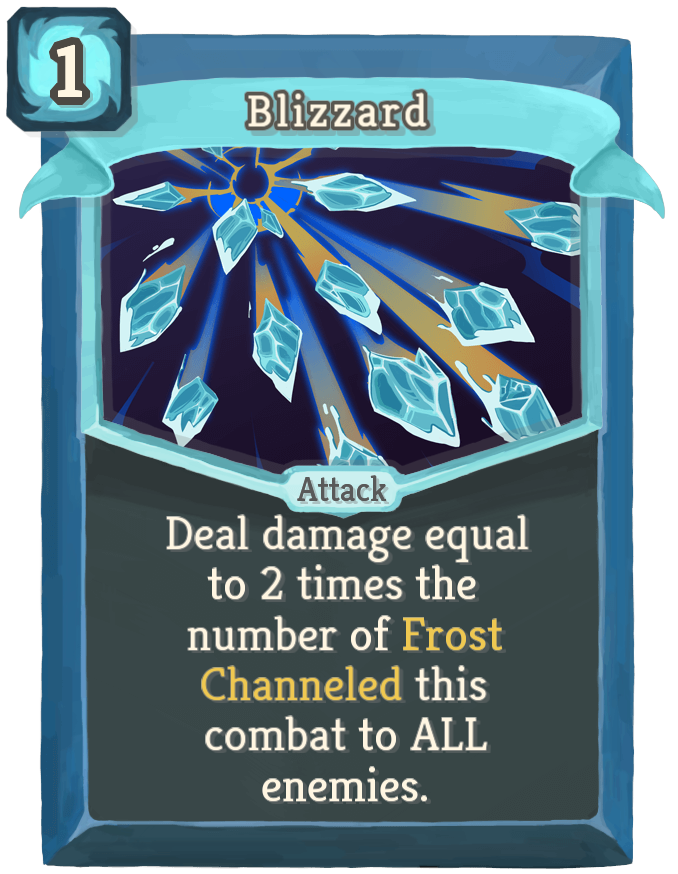 1
Blizzard
Attack
Deal damage equal
to 2 times the
number of Frost
Channeled this
combat to ALL
enemies.